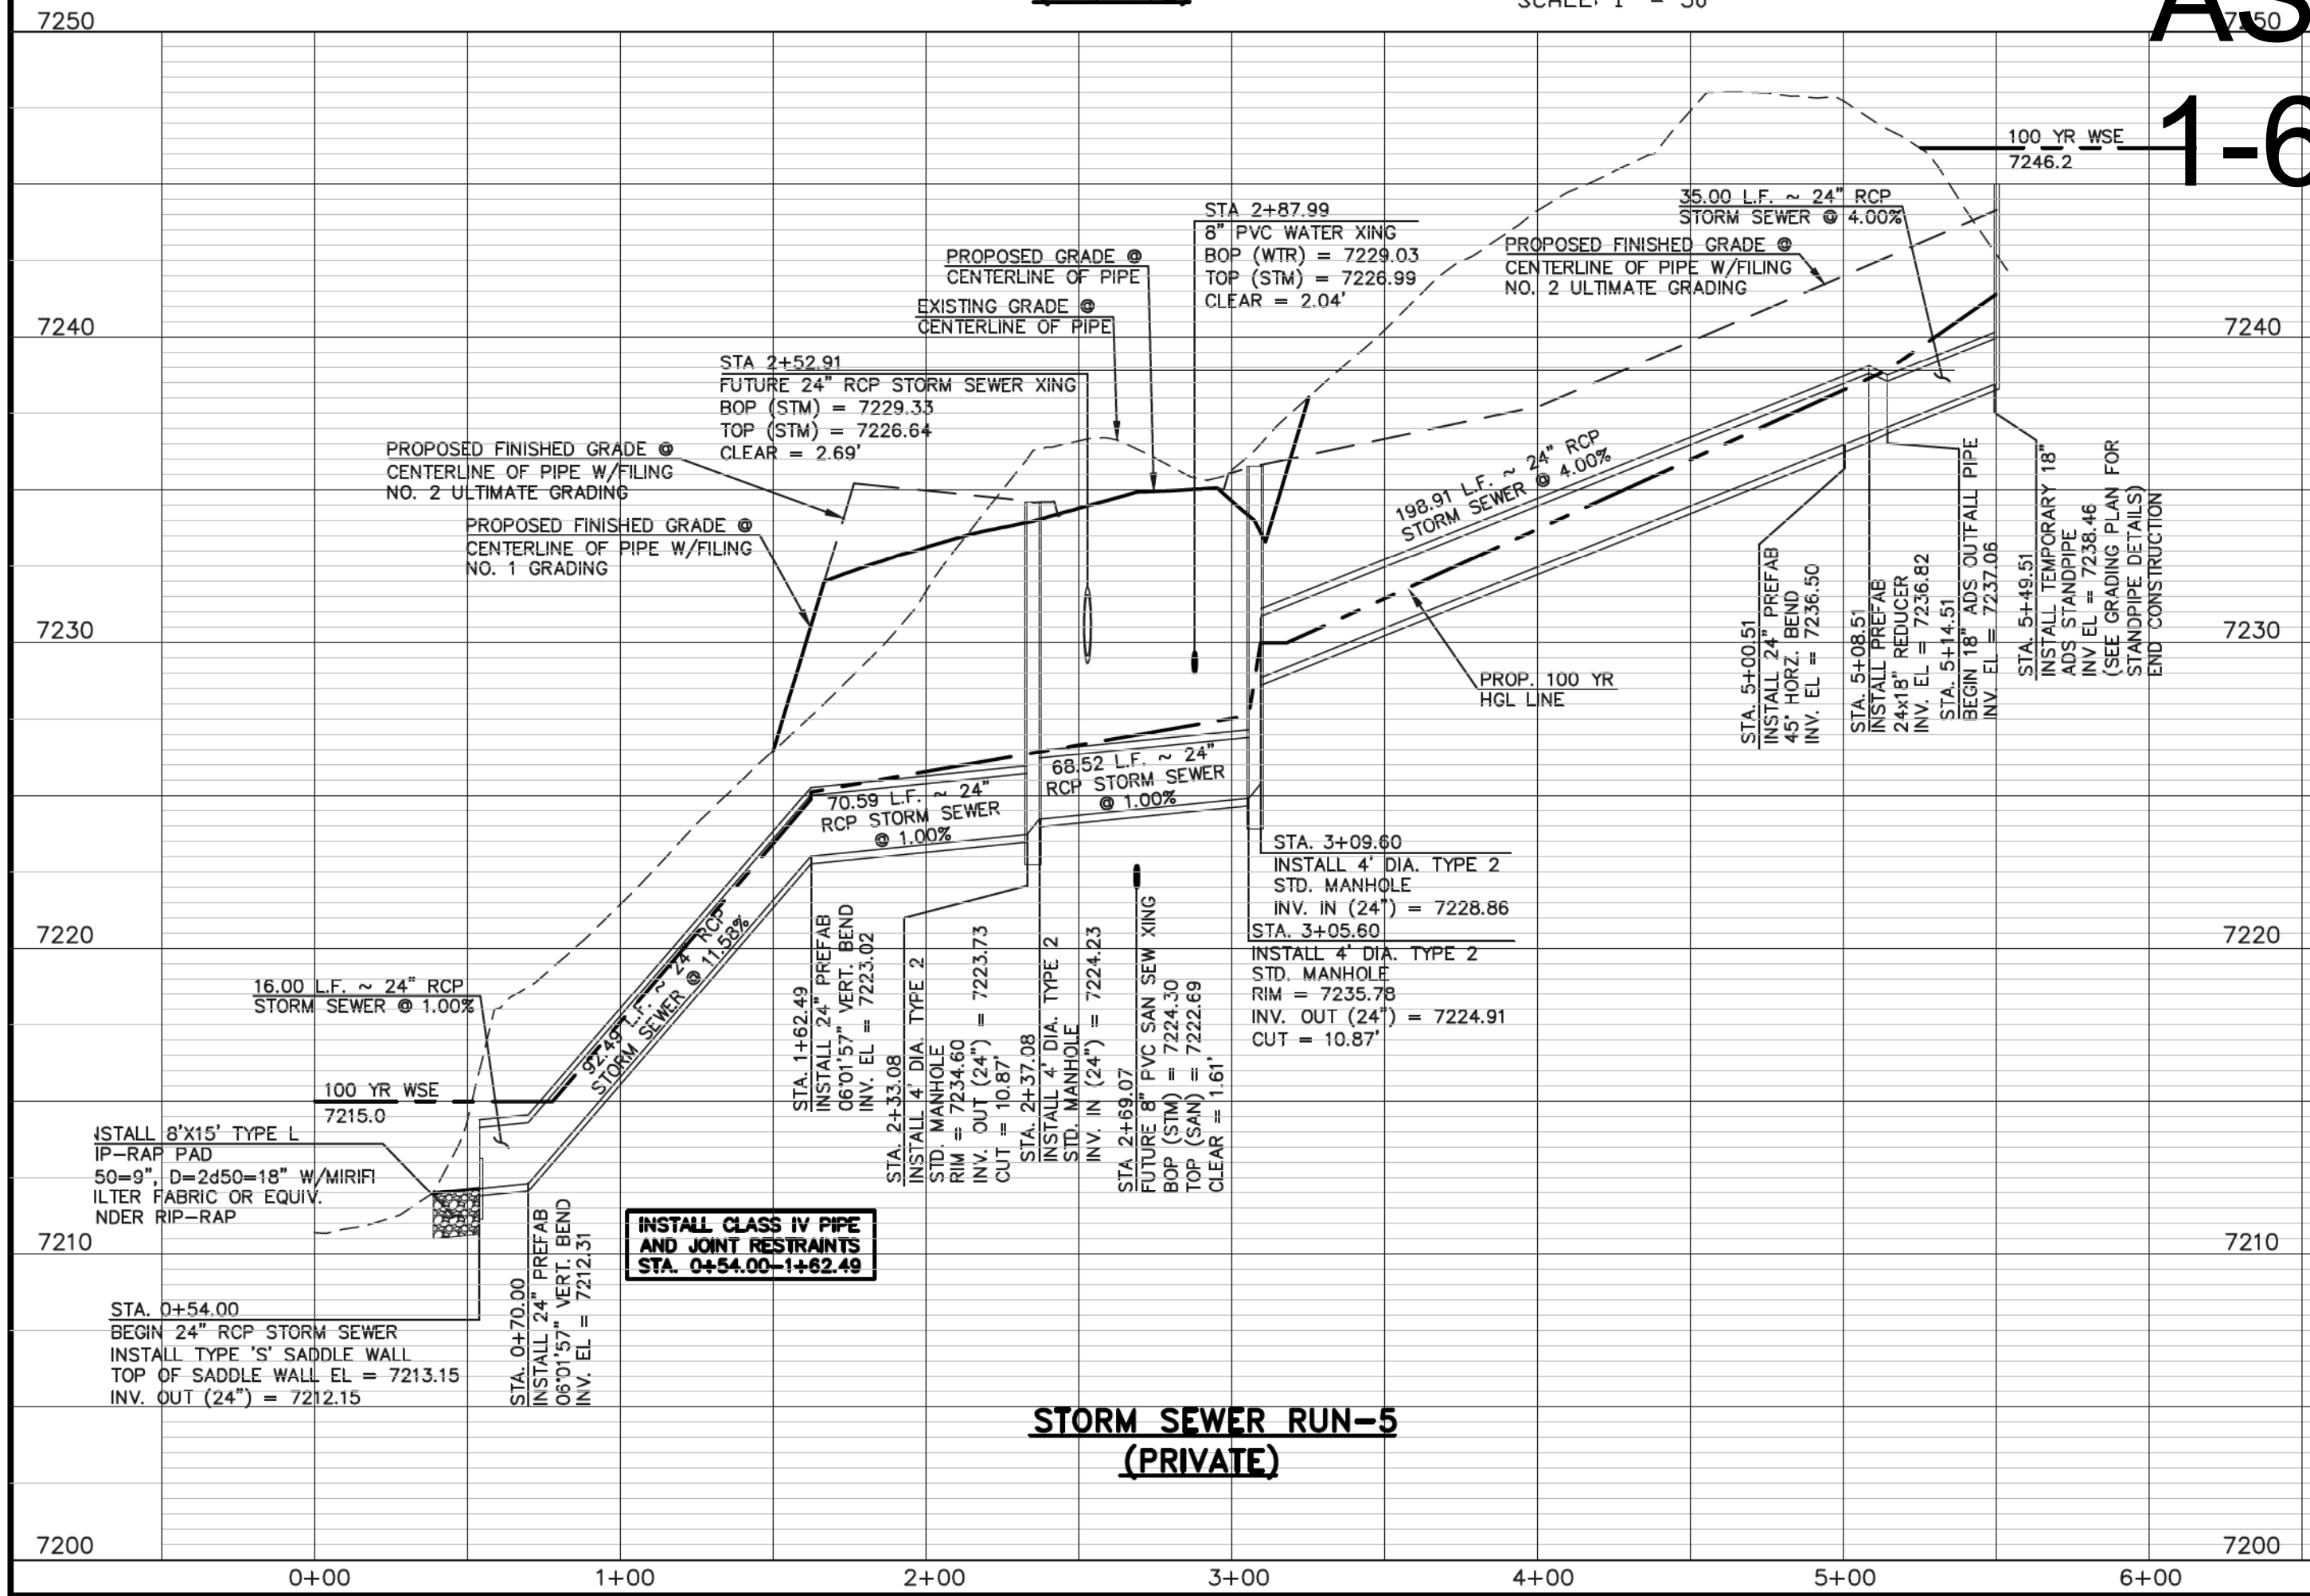 7250
7250
AS
1-6
100 YR WSE
7246.2
35.00 L.F. ~ 24" RCP
STORM SEWER @ 4.00%
STA 2+87.99
8" PVC WATER XING
BOP (WTR) = 7229.03
TOP (STM) = 7226.99
CLEAR = 2.04'
PROPOSED GRADE @
CENTERLINE OF PIPE
PROPOSED FINISHED GRADE @
CENTERLINE OF PIPE W/FILING
NO. 2 ULTIMATE GRADING
EXISTING GRADE @
CENTERLINE OF PIPE
7240
7240
STA 2+52.91
FUTURE 24" RCP STORM SEWER XING
BOP (STM) = 7229.33
TOP (STM) = 7226.64
CLEAR = 2.69'
PROPOSED FINISHED GRADE @
CENTERLINE OF PIPE W/FILING
NO. 2 ULTIMATE GRADING
PROPOSED FINISHED GRADE @
CENTERLINE OF PIPE W/FILING
NO. 1 GRADING
198.91 L.F. ~ 24" RCP
STORM SEWER @ 4.00%
7230
7230
PROP. 100 YR
HGL LINE
STA. 5+00.51
INSTALL 24" PREFAB
45° HORZ. BEND
INV. EL = 7236.50
STA. 5+08.51
INSTALL PREFAB
24x18" REDUCER
INV. EL = 7236.82
STA. 5+14.51
BEGIN 18" ADS OUTFALL PIPE
INV. EL = 7237.06
STA. 5+49.51
INSTALL TEMPORARY 18"
ADS STANDPIPE
INV EL = 7238.46
(SEE GRADING PLAN FOR
STANDPIPE DETAILS)
END CONSTRUCTION
70.59 L.F. ~ 24"
RCP STORM SEWER
@ 1.00%
68.52 L.F. ~ 24"
RCP STORM SEWER
@ 1.00%
STA. 3+09.60
INSTALL 4' DIA. TYPE 2
STD. MANHOLE
INV. IN (24") = 7228.86
STA. 3+05.60
INSTALL 4' DIA. TYPE 2
STD. MANHOLE
RIM = 7235.78
INV. OUT (24") = 7224.91
CUT = 10.87'
7220
7220
92.49 L.F. ~ 24" RCP
STORM SEWER @ 11.58%
16.00 L.F. ~ 24" RCP
STORM SEWER @ 1.00%
STA. 1+62.49
INSTALL 24" PREFAB
06°01'57" VERT. BEND
INV. EL = 7223.02
STA. 2+33.08
INSTALL 4' DIA. TYPE 2
STD. MANHOLE
RIM = 7234.60
INV. OUT (24") = 7223.73
CUT = 10.87'
STA. 2+37.08
INSTALL 4' DIA. TYPE 2
STD. MANHOLE
INV. IN (24") = 7224.23
STA 2+69.07
FUTURE 8" PVC SAN SEW XING
BOP (STM) = 7224.30
TOP (SAN) = 7222.69
CLEAR = 1.61'
100 YR WSE
7215.0
NSTALL 8'X15' TYPE L
IP-RAP PAD
50=9", D=2d50=18" W/MIRIFI
ILTER FABRIC OR EQUIV.
NDER RIP-RAP
7210
7210
INSTALL CLASS IV PIPE
AND JOINT RESTRAINTS
STA. 0+54.00-1+62.49
STA. 0+54.00
BEGIN 24" RCP STORM SEWER
INSTALL TYPE 'S' SADDLE WALL
TOP OF SADDLE WALL EL = 7213.15
INV. OUT (24") = 7212.15
STA. 0+70.00
INSTALL 24" PREFAB
06°01'57" VERT. BEND
INV. EL = 7212.31
STORM SEWER RUN-5
(PRIVATE)
7200
7200
0+00
1+00
2+00
3+00
4+00
5+00
6+00